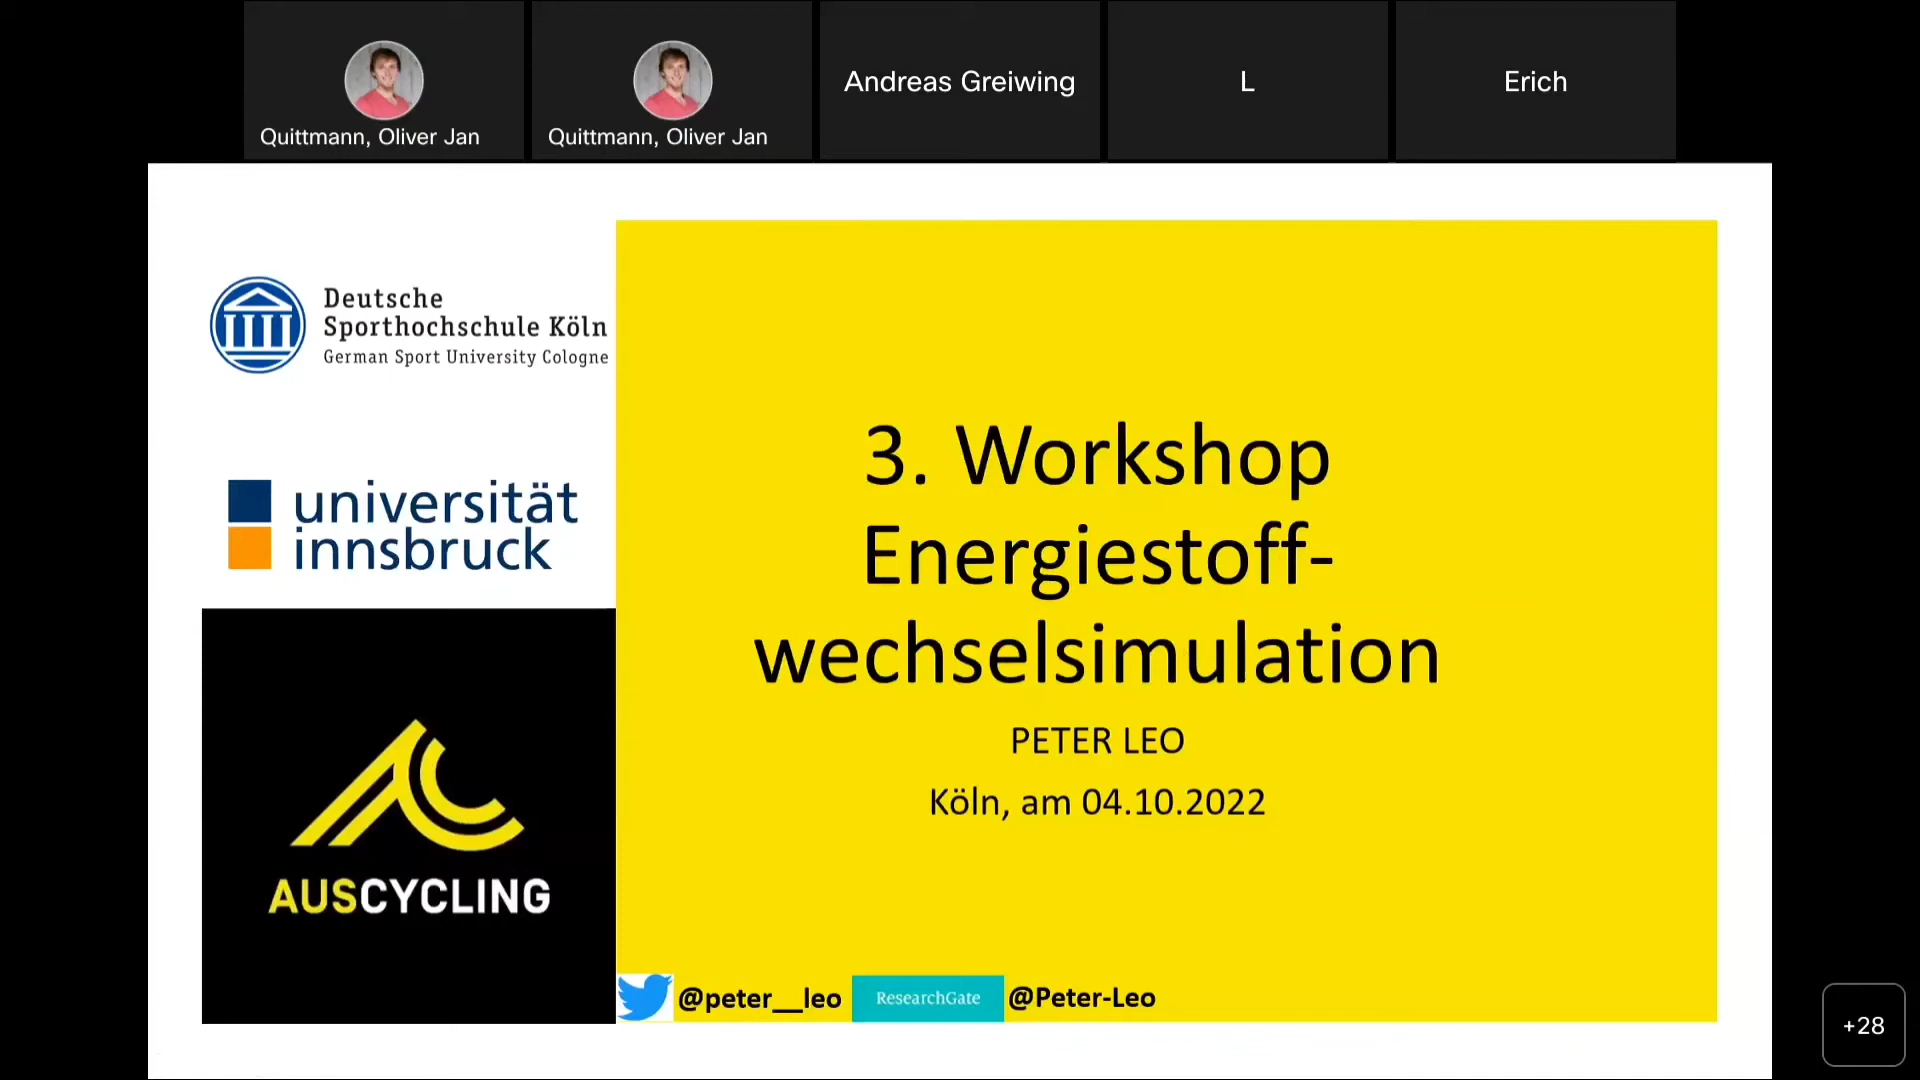 Quittmann, Oliver Jan
Quittmann, Oliver Jan
Andreas Greiwing
L
Erich
Deutsche
Sporthochschule Köln
German Sport University Cologne
universität
innsbruck
AUSCYCLING
3. Workshop
Energiestoff-
wechselsimulation
PETER LEO
Köln, am 04.10.2022
@peter__leo
ResearchGate
@Peter-Leo
+28